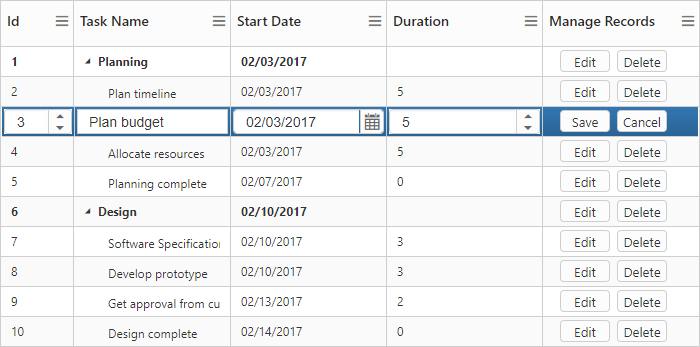 Id Task Name Start Date Duration Manage Records
1 Planning 02/03/2017 Edit Delete
2 Plan timeline 02/03/2017 5 Edit Delete
3 Plan budget 02/03/2017 5 Save Cancel
4 Allocate resources 02/03/2017 5 Edit Delete
5 Planning complete 02/07/2017 0 Edit Delete
6 Design 02/10/2017 Edit Delete
7 Software Specification 02/10/2017 3 Edit Delete
8 Develop prototype 02/10/2017 3 Edit Delete
9 Get approval from cu 02/13/2017 2 Edit Delete
10 Design complete 02/14/2017 0 Edit Delete